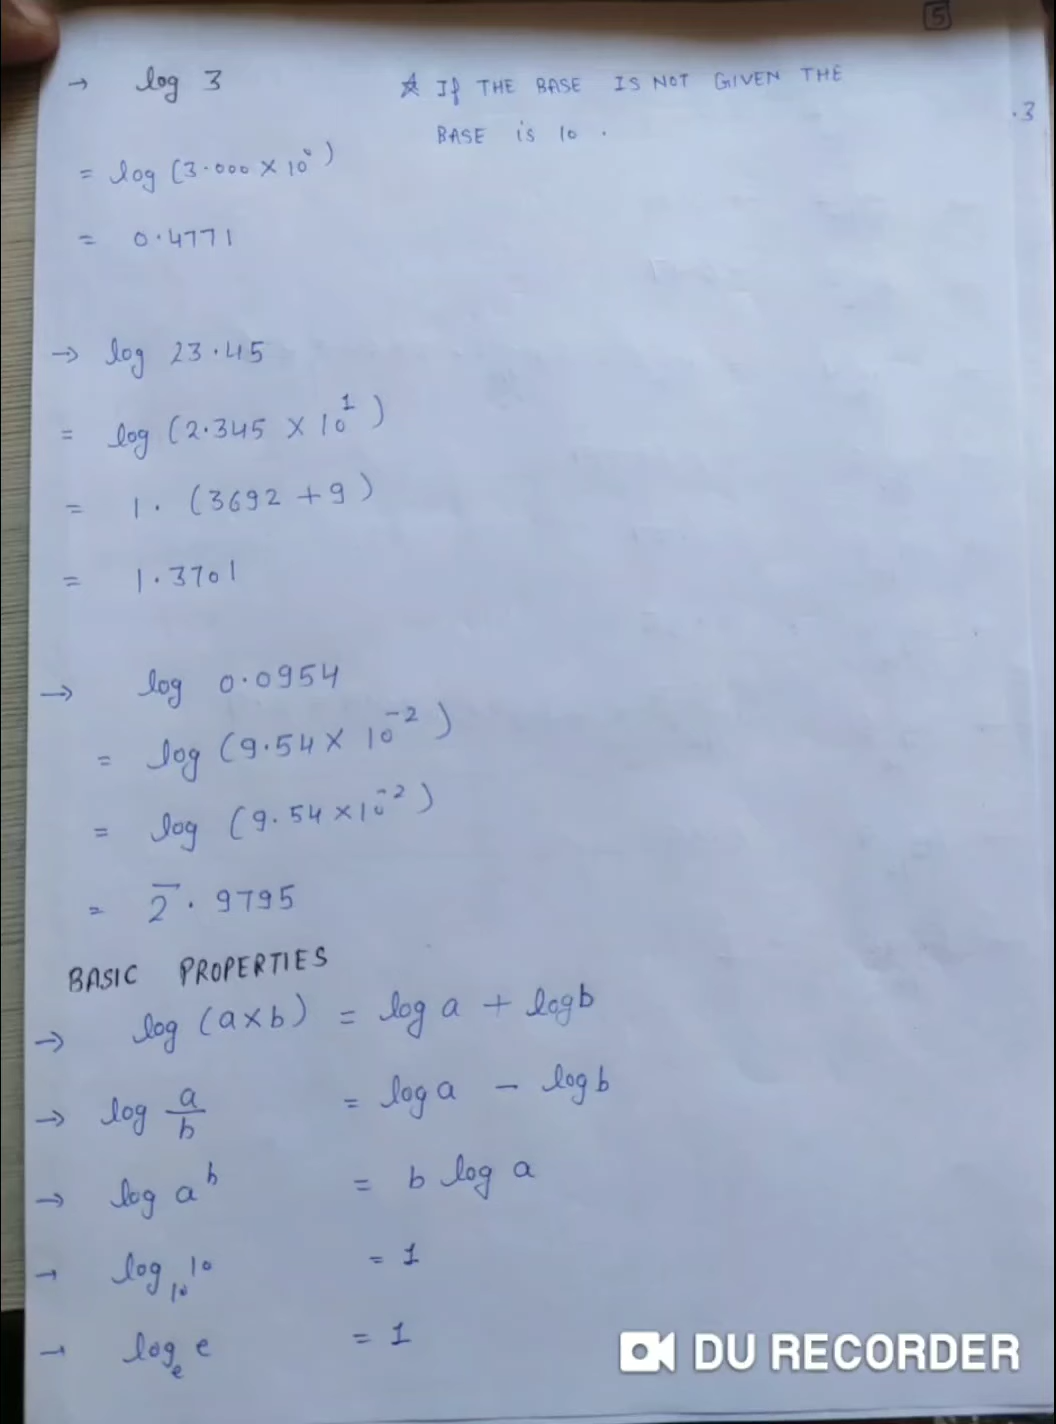 5
→ log 3
☆ If THE BASE IS NOT GIVEN THE
BASE is 10 .
.3
= log (3.000 × 10⁰)
= 0.4771
→ log 23.45
= log (2.345 × 10¹)
= 1. (3692 + 9)
= 1.3701
→ log 0.0954
= log (9.54 × 10⁻²)
= log (9.54 × 10⁻²)
= 2̅. 9795
BASIC PROPERTIES
→ log (a×b) = log a + log b
→ log a/b = log a – log b
→ log aᵇ = b log a
→ log₁₀ 10 = 1
→ logₑ e = 1
DU RECORDER